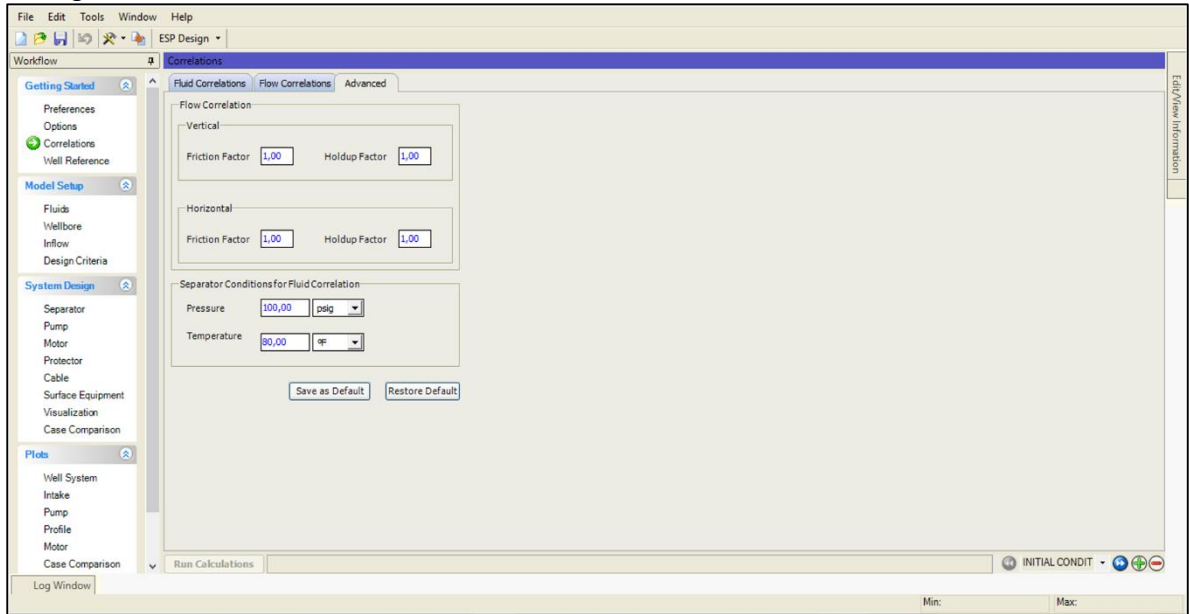 File Edit Tools Window Help
ESP Design
Workflow
Correlations
Getting Started
Preferences
Options
Correlations
Well Reference
Model Setup
Fluids
Wellbore
Inflow
Design Criteria
System Design
Separator
Pump
Motor
Protector
Cable
Surface Equipment
Visualization
Case Comparison
Plots
Well System
Intake
Pump
Profile
Motor
Case Comparison
Fluid Correlations Flow Correlations Advanced
Flow Correlation
Vertical
Friction Factor 1,00 Holdup Factor 1,00
Horizontal
Friction Factor 1,00 Holdup Factor 1,00
Separator Conditions for Fluid Correlation
Pressure 100,00 psig
Temperature 80,00 ºF
Save as Default Restore Default
Edit/View Information
Run Calculations
INITIAL CONDIT
Log Window
Min: Max: